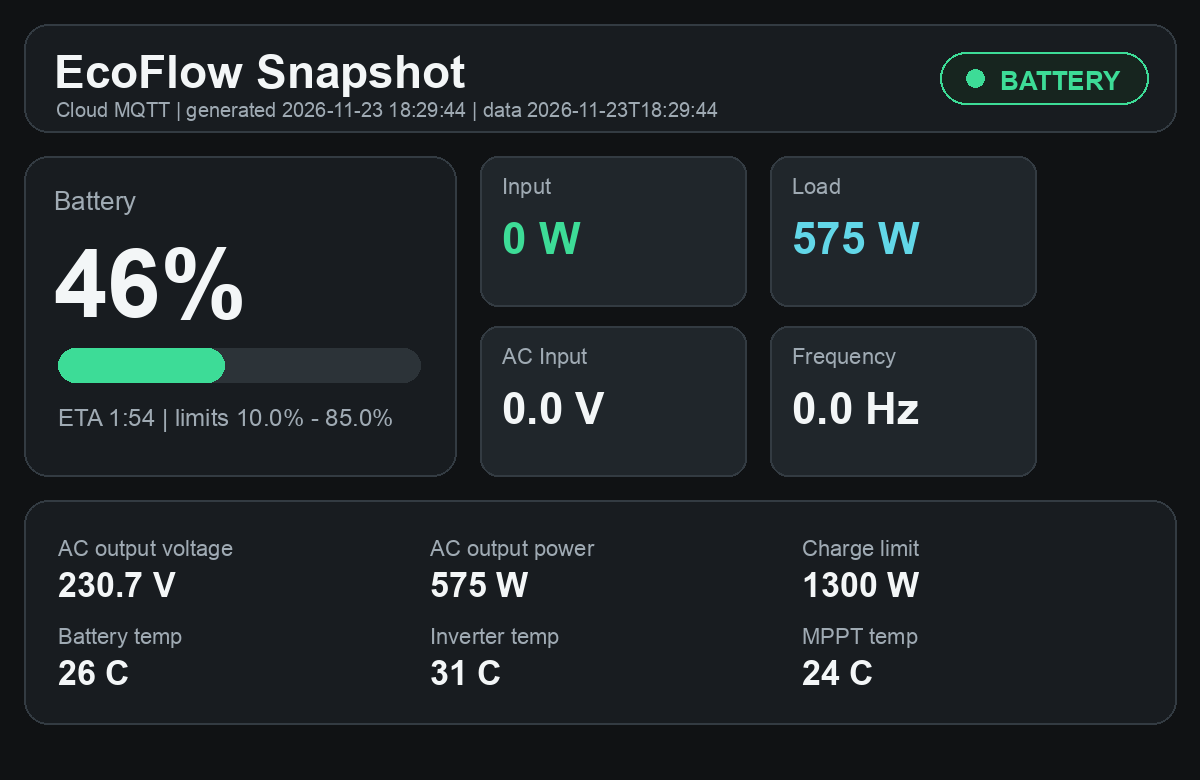 EcoFlow Snapshot
Cloud MQTT | generated 2026-11-23 18:29:44 | data 2026-11-23T18:29:44
BATTERY
Battery
46%
ETA 1:54 | limits 10.0% - 85.0%
Input
0 W
Load
575 W
AC Input
0.0 V
Frequency
0.0 Hz
AC output voltage
230.7 V
AC output power
575 W
Charge limit
1300 W
Battery temp
26 C
Inverter temp
31 C
MPPT temp
24 C